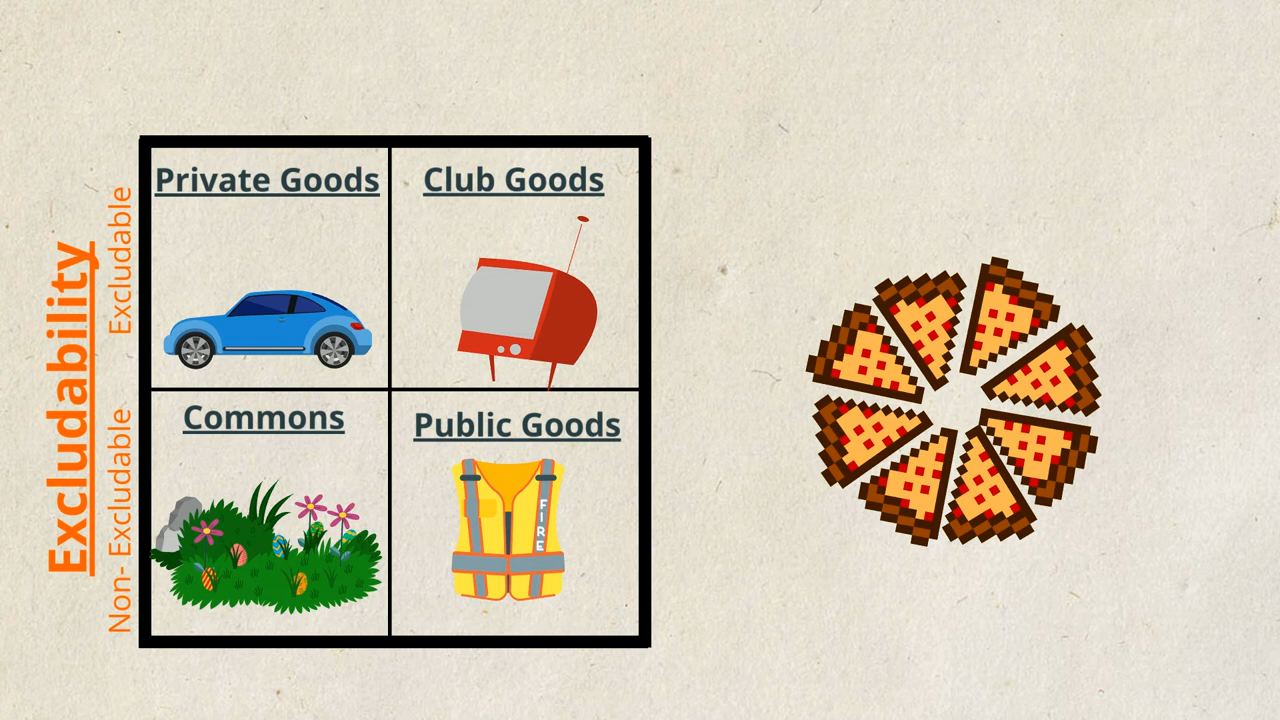 Excludability
Excludable
Non- Excludable
Private Goods
Club Goods
Commons
Public Goods
FIRE